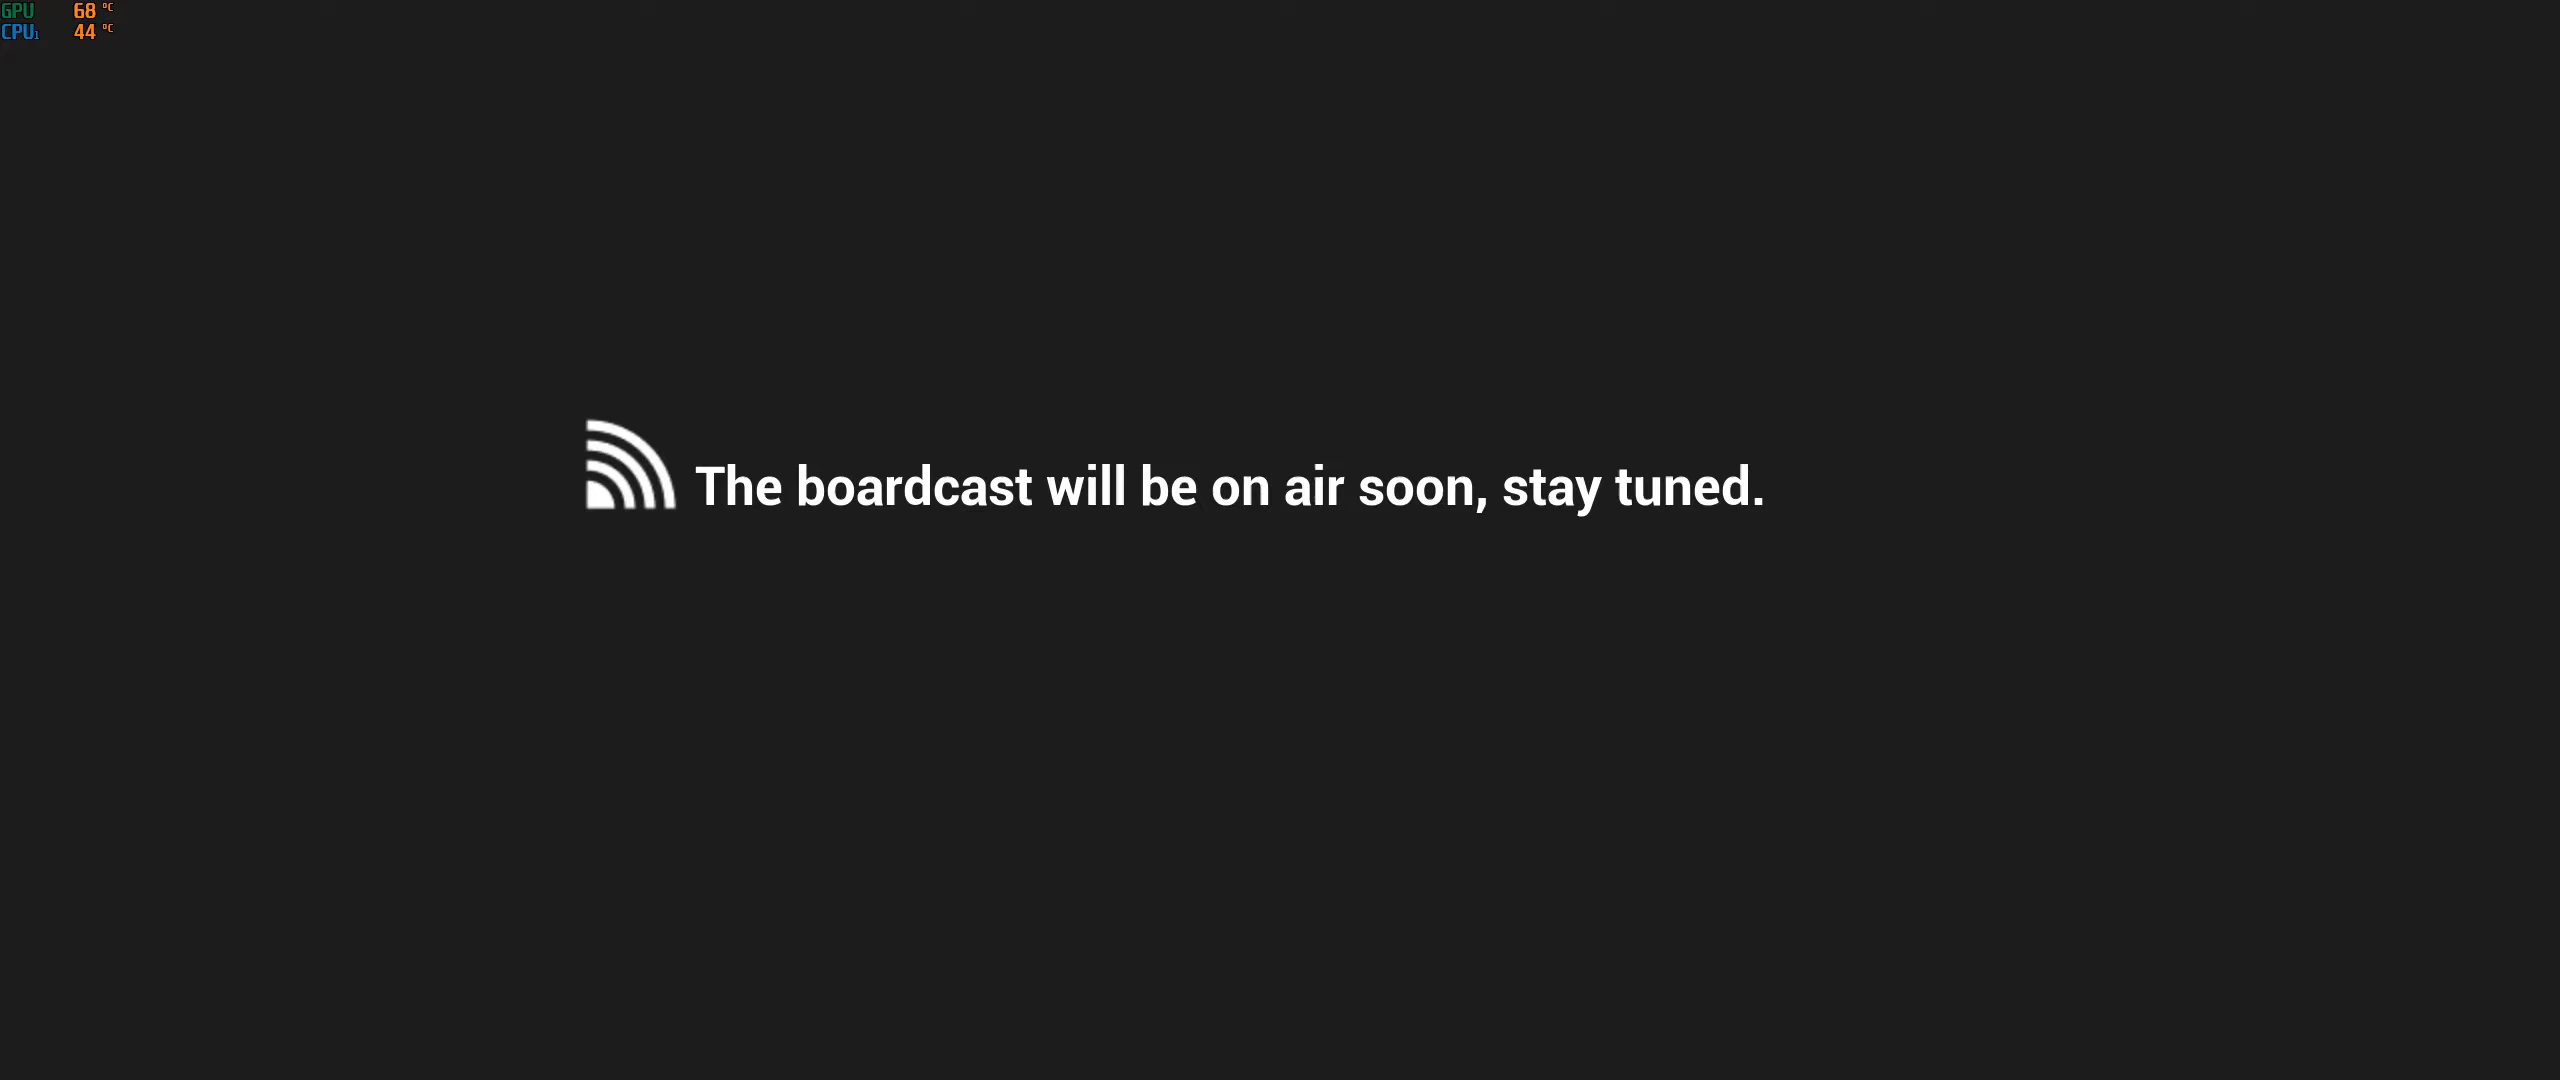 GPU 68 °C
CPU1 44 °C
The boardcast will be on air soon, stay tuned.